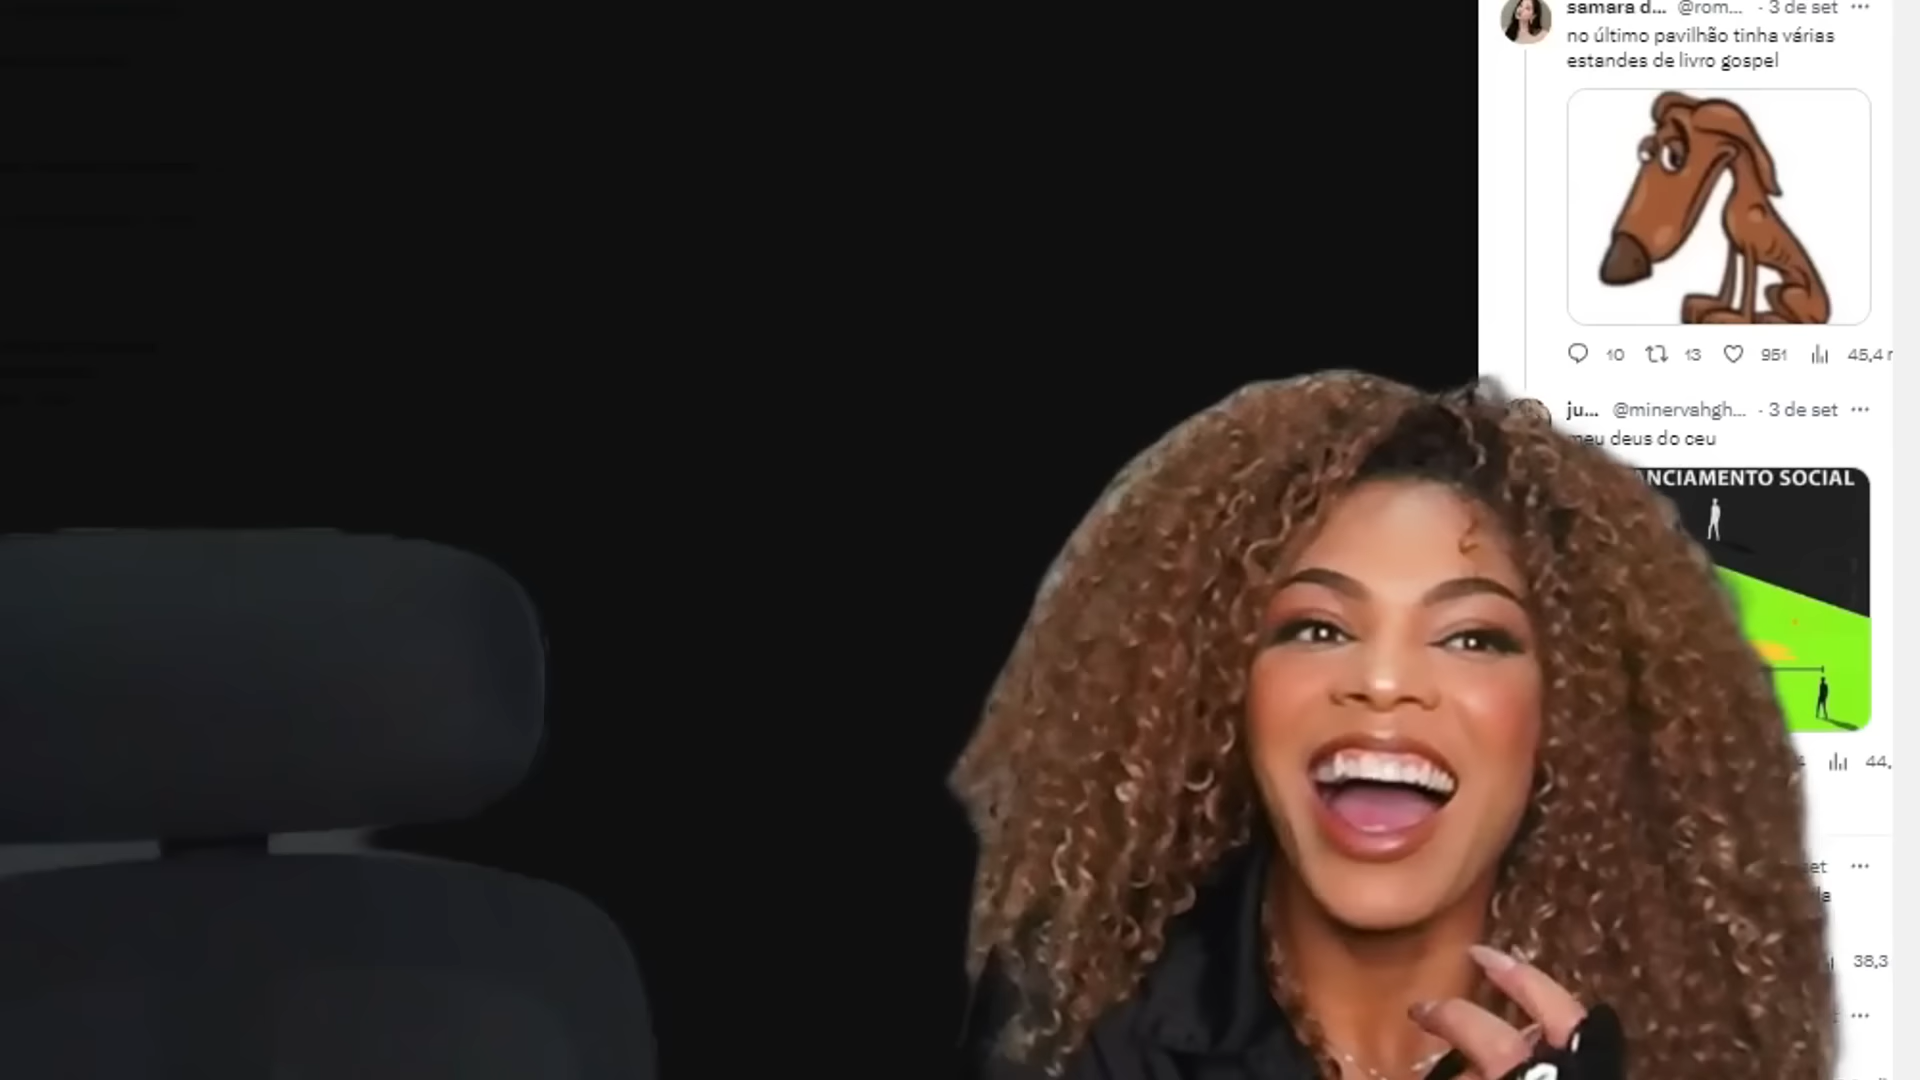 samara d... @rom... · 3 de set ···
no último pavilhão tinha várias
estandes de livro gospel
10 13 951 45,4
ju... @minervahgh... · 3 de set ···
meu deus do ceu
NCIAMENTO SOCIAL
44,
set ···
38,3
···